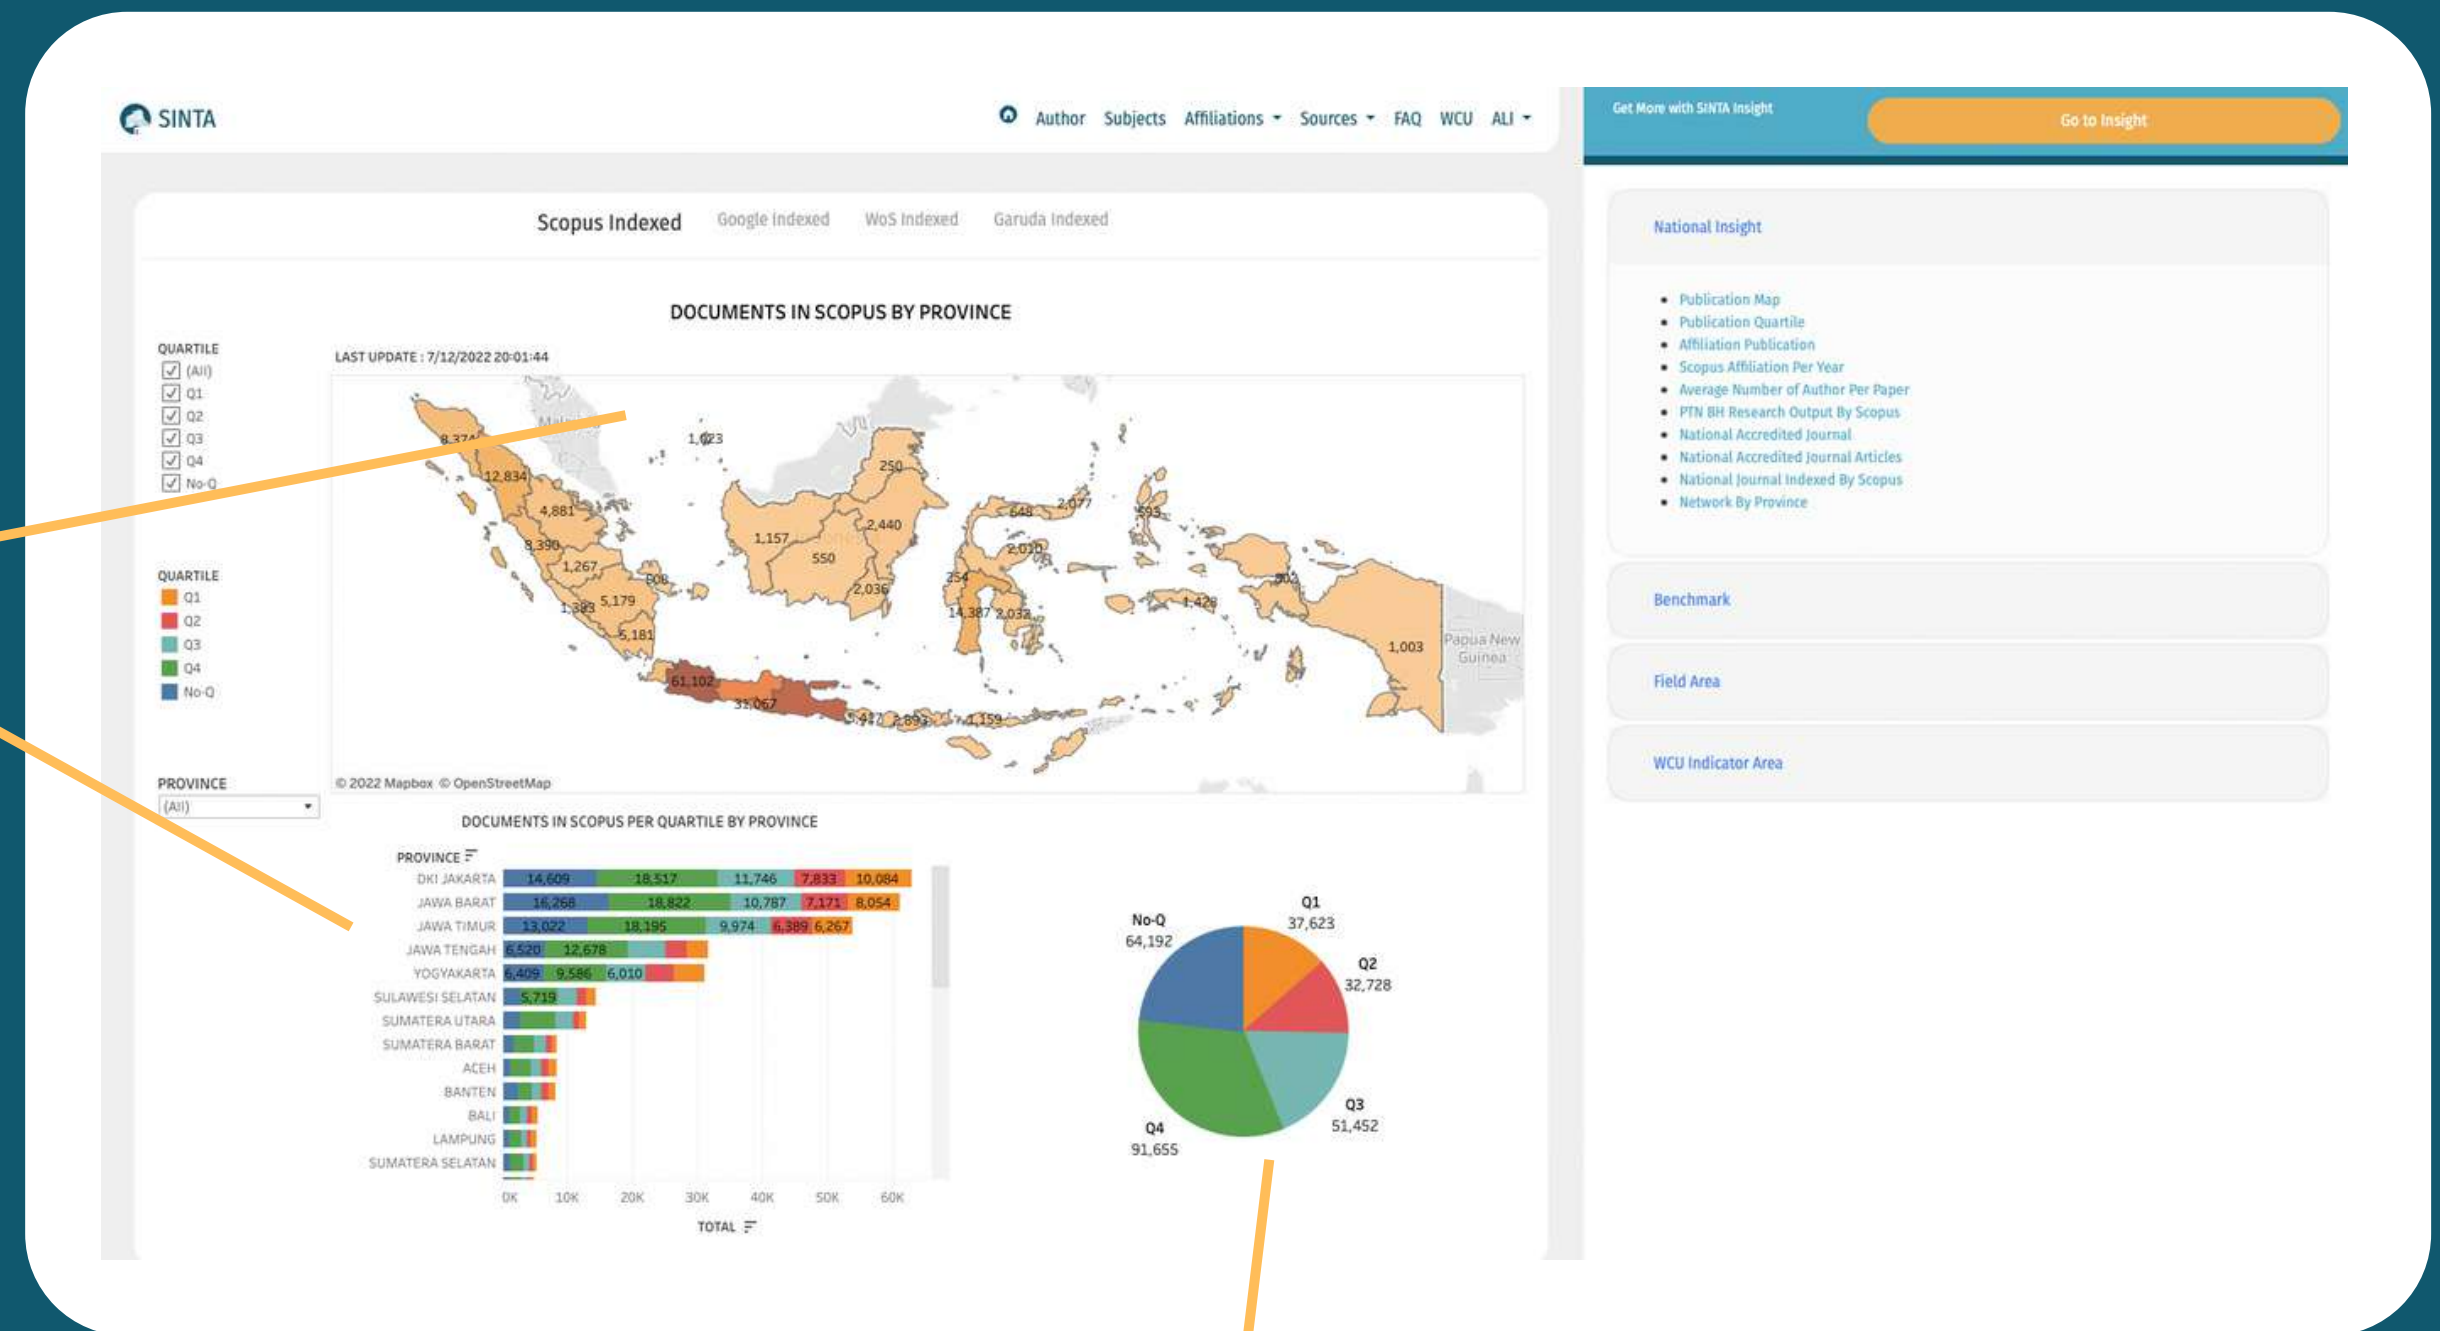 SINTA
Author Subjects Affiliations Sources FAQ WCU ALI
Get More with SINTA Insight
Go to Insight
Scopus Indexed Google Indexed WoS Indexed Garuda Indexed
DOCUMENTS IN SCOPUS BY PROVINCE
QUARTILE
(All)
Q1
Q2
Q3
Q4
No-Q
QUARTILE
Q1
Q2
Q3
Q4
No-Q
PROVINCE
(All)
LAST UPDATE : 7/12/2022 20:01:44
Malaysia
8,374
12,834
4,881
8,390
1,267
1,383
5,179
5,181
1,023
250
2,440
1,157
550
2,036
648
2,077
2,010
254
14,387
2,032
593
1,428
1,003
Papua New
Guinea
61,102
2,893
1,159
© 2022 Mapbox © OpenStreetMap
DOCUMENTS IN SCOPUS PER QUARTILE BY PROVINCE
PROVINCE
DKI JAKARTA 14,609 18,517 11,746 7,833 10,084
JAWA BARAT 16,268 18,822 10,787 7,171 8,054
JAWA TIMUR 13,022 18,195 9,974 6,389 6,267
JAWA TENGAH 6,520 12,678
YOGYAKARTA 6,409 9,586 6,010
SULAWESI SELATAN 5,719
SUMATERA UTARA
SUMATERA BARAT
ACEH
BANTEN
BALI
LAMPUNG
SUMATERA SELATAN
0K 10K 20K 30K 40K 50K 60K
TOTAL
No-Q
64,192
Q1
37,623
Q2
32,728
Q3
51,452
Q4
91,655
National Insight
Publication Map
Publication Quartile
Affiliation Publication
Scopus Affiliation Per Year
Average Number of Author Per Paper
PTN BH Research Output By Scopus
National Accredited Journal
National Accredited Journal Articles
National Journal Indexed By Scopus
Network By Province
Benchmark
Field Area
WCU Indicator Area